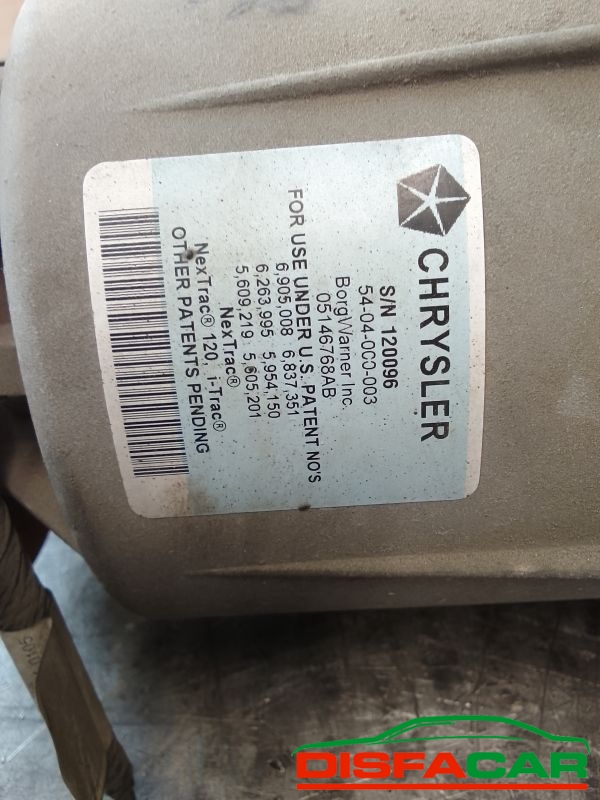 CHRYSLER
S/N 120096
54-04-0C0-003
BorgWarner Inc.
05146768AB
FOR USE UNDER U.S. PATENT NO'S
6,905,008 6,837,351
6,263,995 5,954,150
5,609,219 5,505,201
NexTrac®
NexTrac® 120, i-Trac®
OTHER PATENTS PENDING
DISFACAR